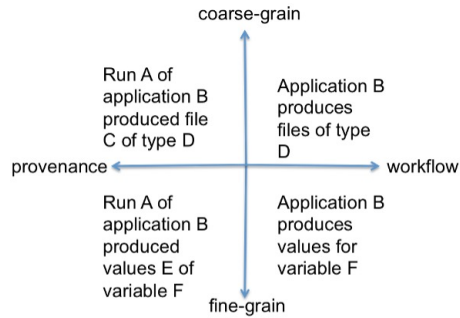 coarse-grain
Run A of
application B
produced file
C of type D
Application B
produces
files of type
D
provenance
workflow
Run A of
application B
produced
values E of
variable F
Application B
produces
values for
variable F
fine-grain